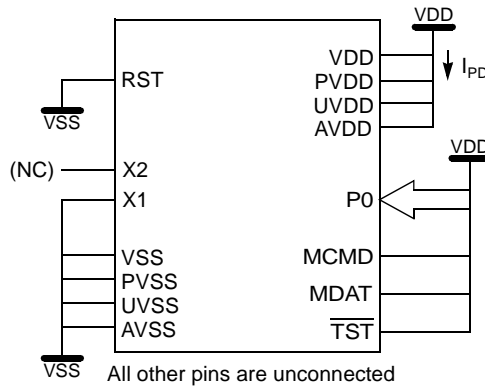 VDD
VDD
I_PD
PVDD
RST
UVDD
VSS
AVDD
VDD
(NC)
X2
X1
P0
VSS
MCMD
PVSS
MDAT
UVSS
AVSS
TST
VSS
All other pins are unconnected